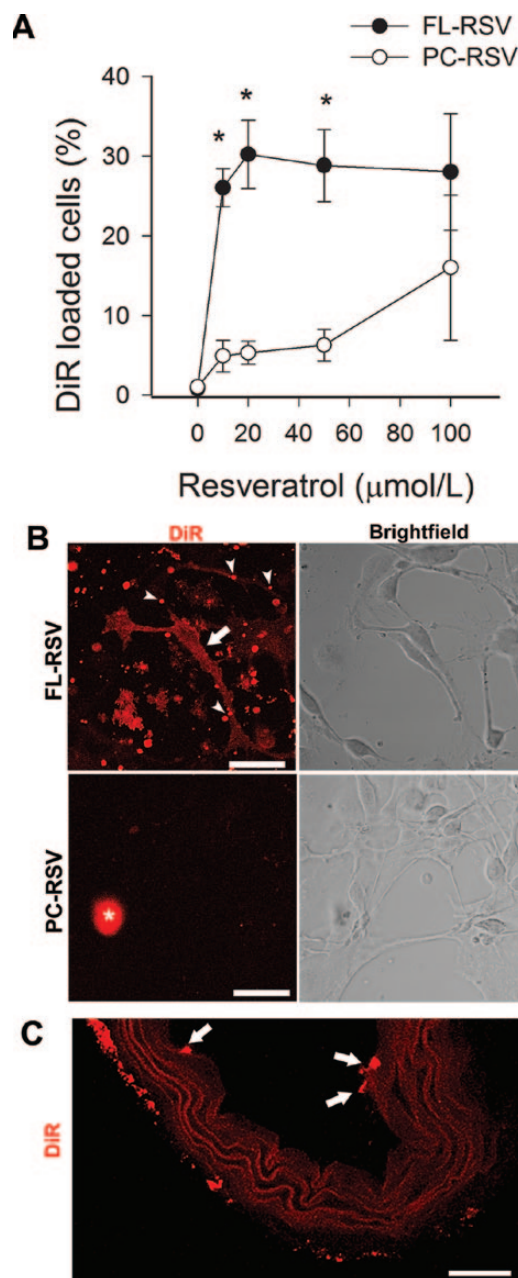 A
FL-RSV
PC-RSV
40
*
*
*
30
20
10
0
DiR loaded cells (%)
0 20 40 60 80 100
Resveratrol (μmol/L)
B
DiR Brightfield
FL-RSV
PC-RSV
*
C
DiR